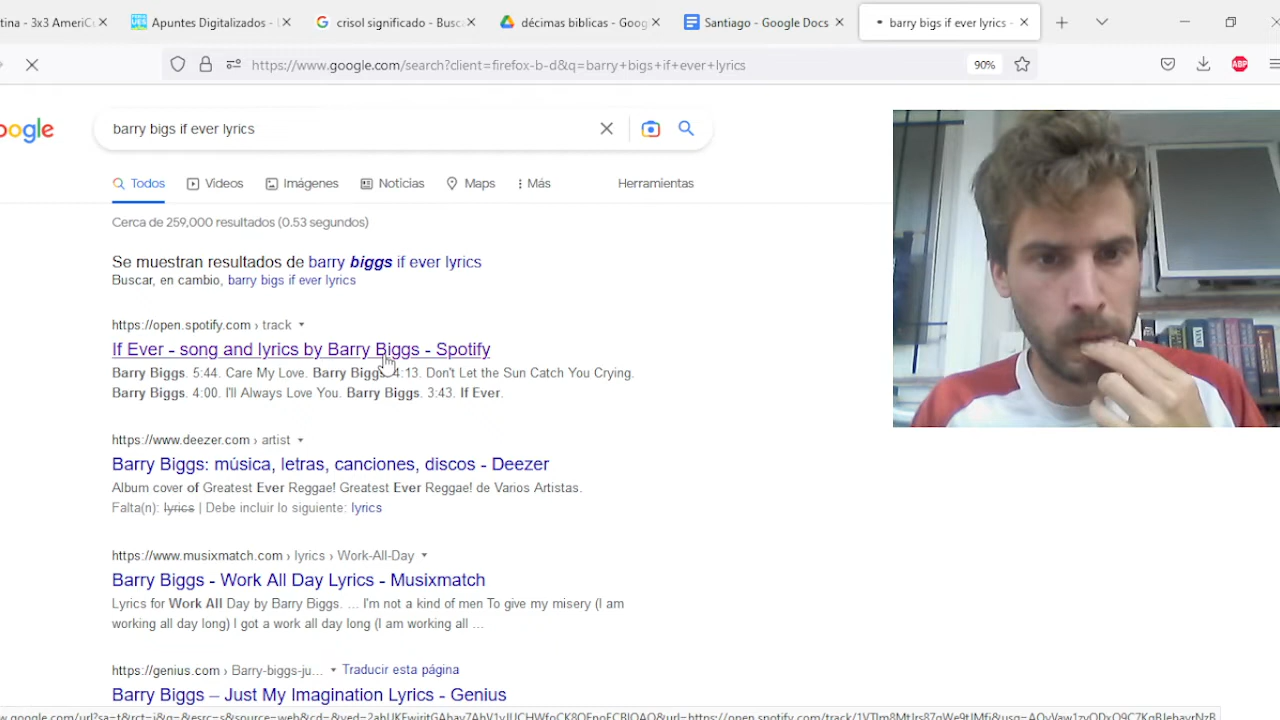 tina - 3x3 AmeriC
Apuntes Digitalizados -
crisol significado - Busc
décimas biblicas - Goog
Santiago - Google Docs
barry bigs if ever lyrics -
https://www.google.com/search?client=firefox-b-d&q=barry+bigs+if+ever+lyrics
90%
ABP
oogle
barry bigs if ever lyrics
Todos
Videos
Imágenes
Noticias
Maps
Más
Herramientas
Cerca de 259,000 resultados (0.53 segundos)
Se muestran resultados de barry biggs if ever lyrics
Buscar, en cambio, barry bigs if ever lyrics
https://open.spotify.com › track
If Ever - song and lyrics by Barry Biggs - Spotify
Barry Biggs. 5:44. Care My Love. Barry Biggs. 4:13. Don't Let the Sun Catch You Crying.
Barry Biggs. 4:00. I'll Always Love You. Barry Biggs. 3:43. If Ever.
https://www.deezer.com › artist
Barry Biggs: música, letras, canciones, discos - Deezer
Album cover of Greatest Ever Reggae! Greatest Ever Reggae! de Varios Artistas.
Falta(n): lyrics | Debe incluir lo siguiente: lyrics
https://www.musixmatch.com › lyrics › Work-All-Day
Barry Biggs - Work All Day Lyrics - Musixmatch
Lyrics for Work All Day by Barry Biggs. ... I'm not a kind of men To give my misery (I am
working all day long) I got a work all day long (I am working all ...
https://genius.com › Barry-biggs-ju... Traducir esta página
Barry Biggs – Just My Imagination Lyrics - Genius